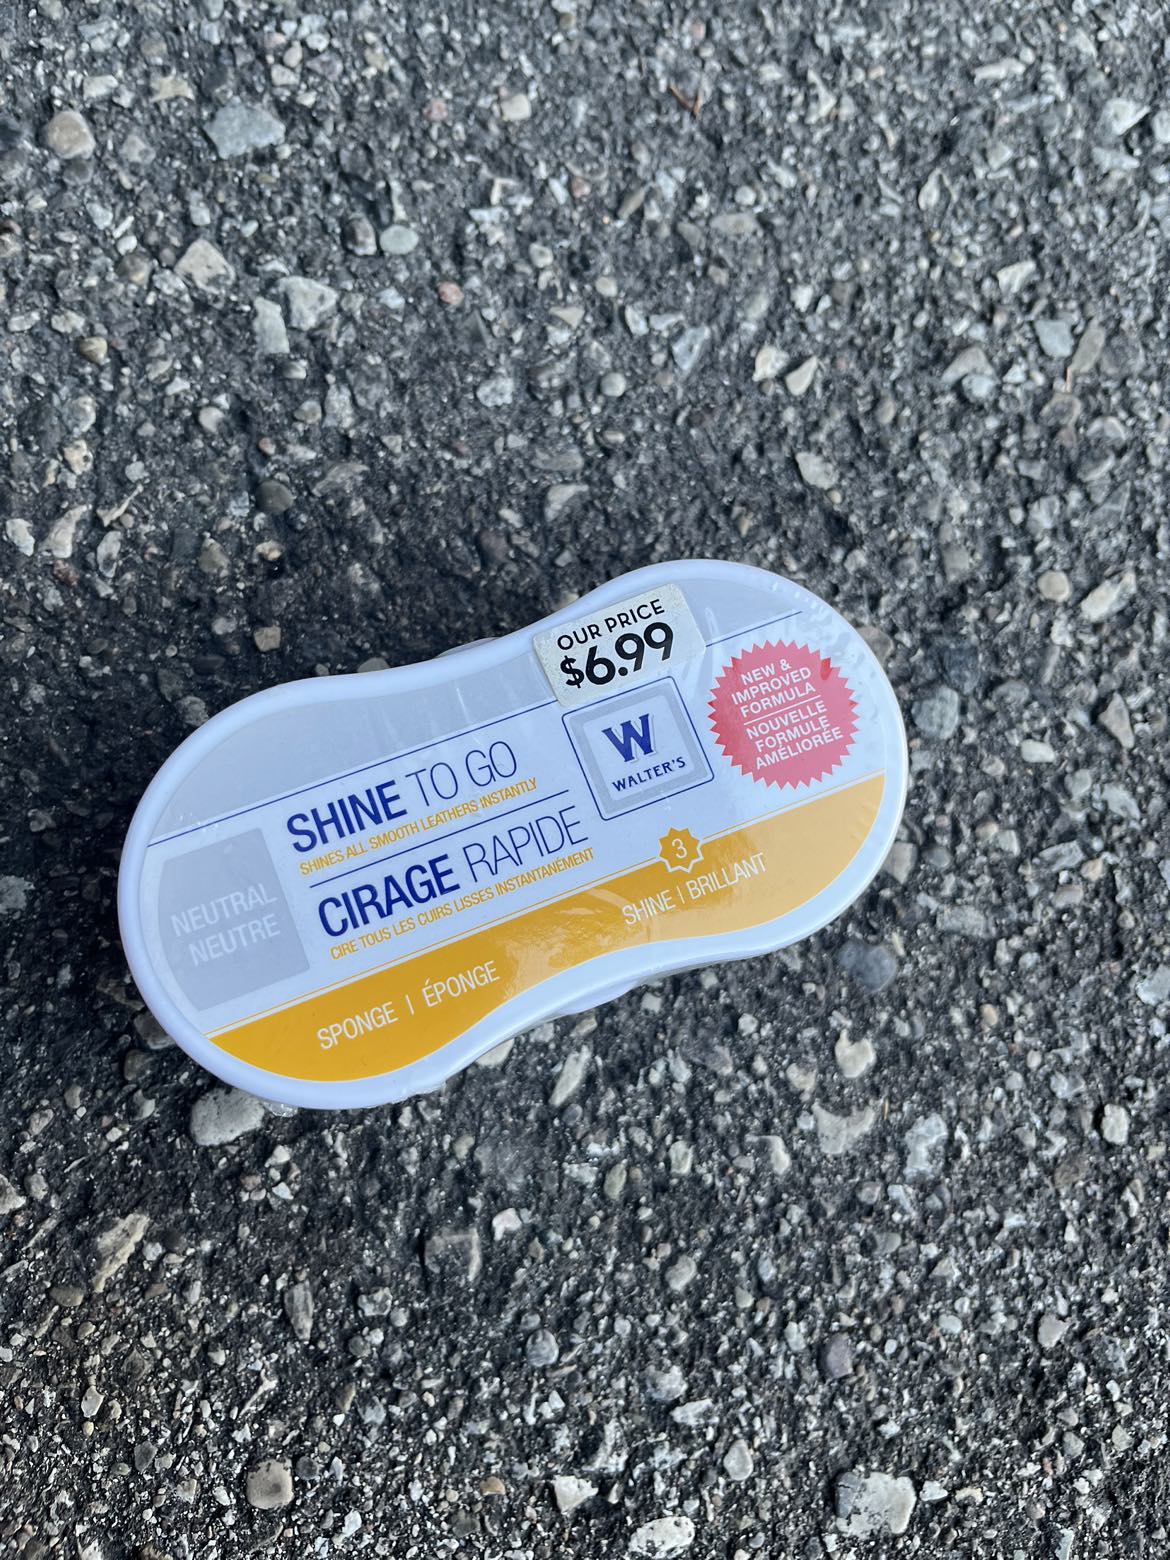 OUR PRICE
$6.99
NEW &
IMPROVED
FORMULA
NOUVELLE
FORMULE
AMÉLIORÉE
W
WALTER'S
SHINE TO GO
SHINES ALL SMOOTH LEATHERS INSTANTLY
CIRAGE RAPIDE
CIRE TOUS LES CUIRS LISSES INSTANTANÉMENT
NEUTRAL
NEUTRE
3
SHINE | BRILLANT
SPONGE | ÉPONGE